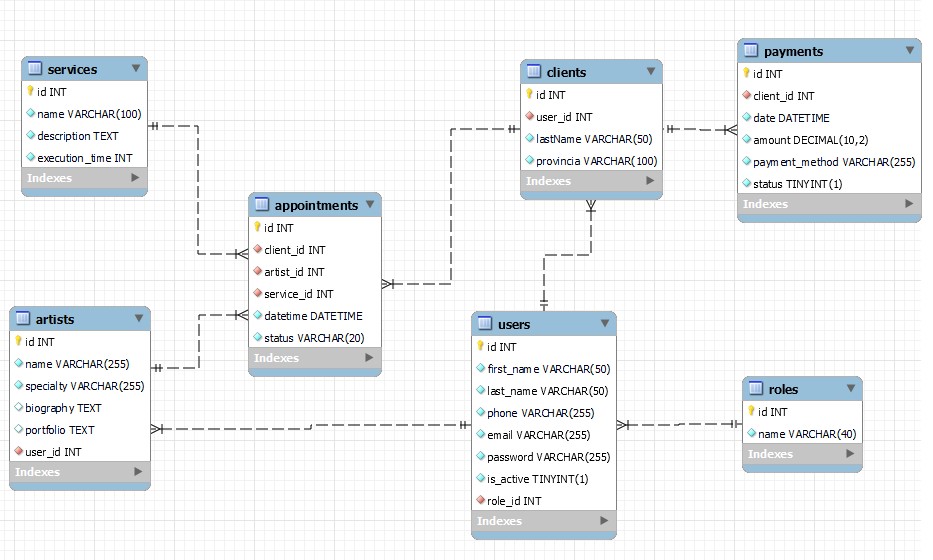 services
id INT
name VARCHAR(100)
description TEXT
execution_time INT
Indexes
appointments
id INT
client_id INT
artist_id INT
service_id INT
datetime DATETIME
status VARCHAR(20)
Indexes
clients
id INT
user_id INT
lastName VARCHAR(50)
provincia VARCHAR(100)
Indexes
payments
id INT
client_id INT
date DATETIME
amount DECIMAL(10,2)
payment_method VARCHAR(255)
status TINYINT(1)
Indexes
artists
id INT
name VARCHAR(255)
specialty VARCHAR(255)
biography TEXT
portfolio TEXT
user_id INT
Indexes
users
id INT
first_name VARCHAR(50)
last_name VARCHAR(50)
phone VARCHAR(255)
email VARCHAR(255)
password VARCHAR(255)
is_active TINYINT(1)
role_id INT
Indexes
roles
id INT
name VARCHAR(40)
Indexes